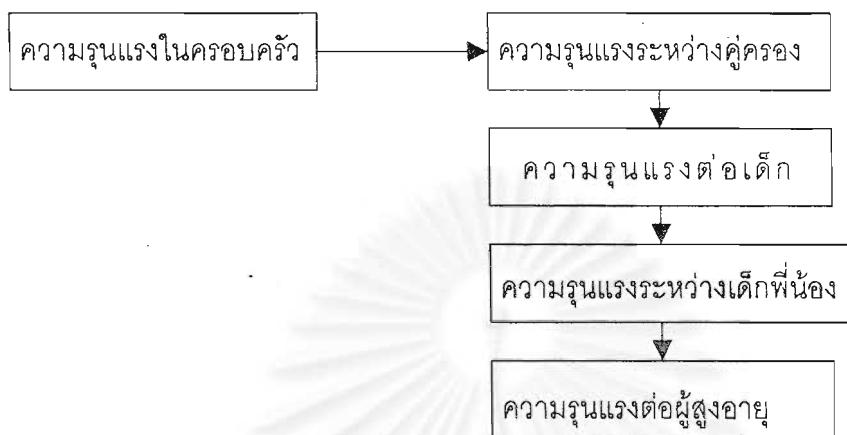 ความรุนแรงในครอบครัว
ความรุนแรงระหว่างคู่ครอง
ความรุนแรงต่อเด็ก
ความรุนแรงระหว่างเด็กพี่น้อง
ความรุนแรงต่อผู้สูงอายุ